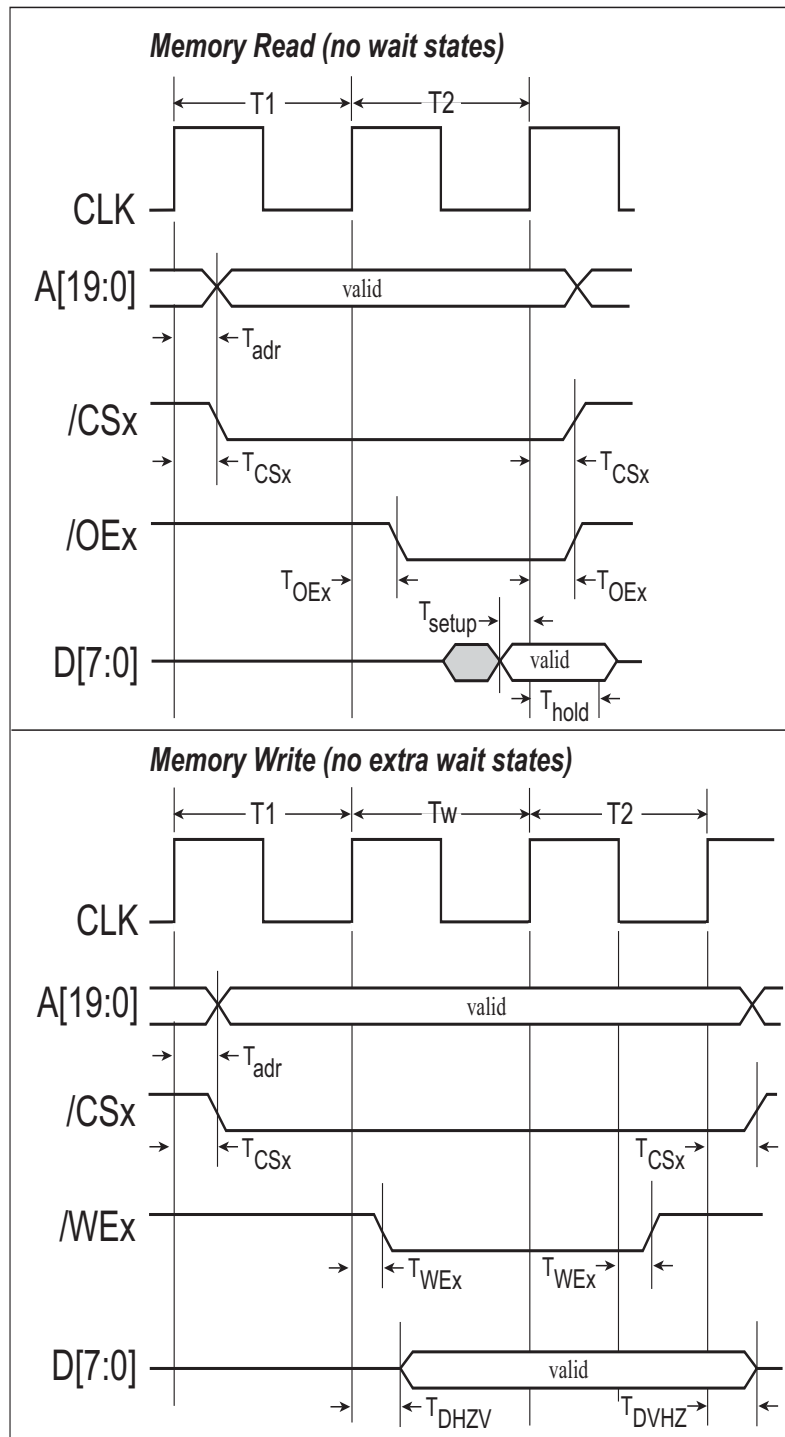 Memory Read (no wait states)
T1 T2
CLK
A[19:0] valid
Tadr
/CSx
TCSx TCSx
/OEx
TOEx TOEx
Tsetup
D[7:0] valid
Thold
Memory Write (no extra wait states)
T1 Tw T2
CLK
A[19:0] valid
Tadr
/CSx
TCSx TCSx
/WEx
TWEx TWEx
D[7:0] valid
TDHZV TDVHZ